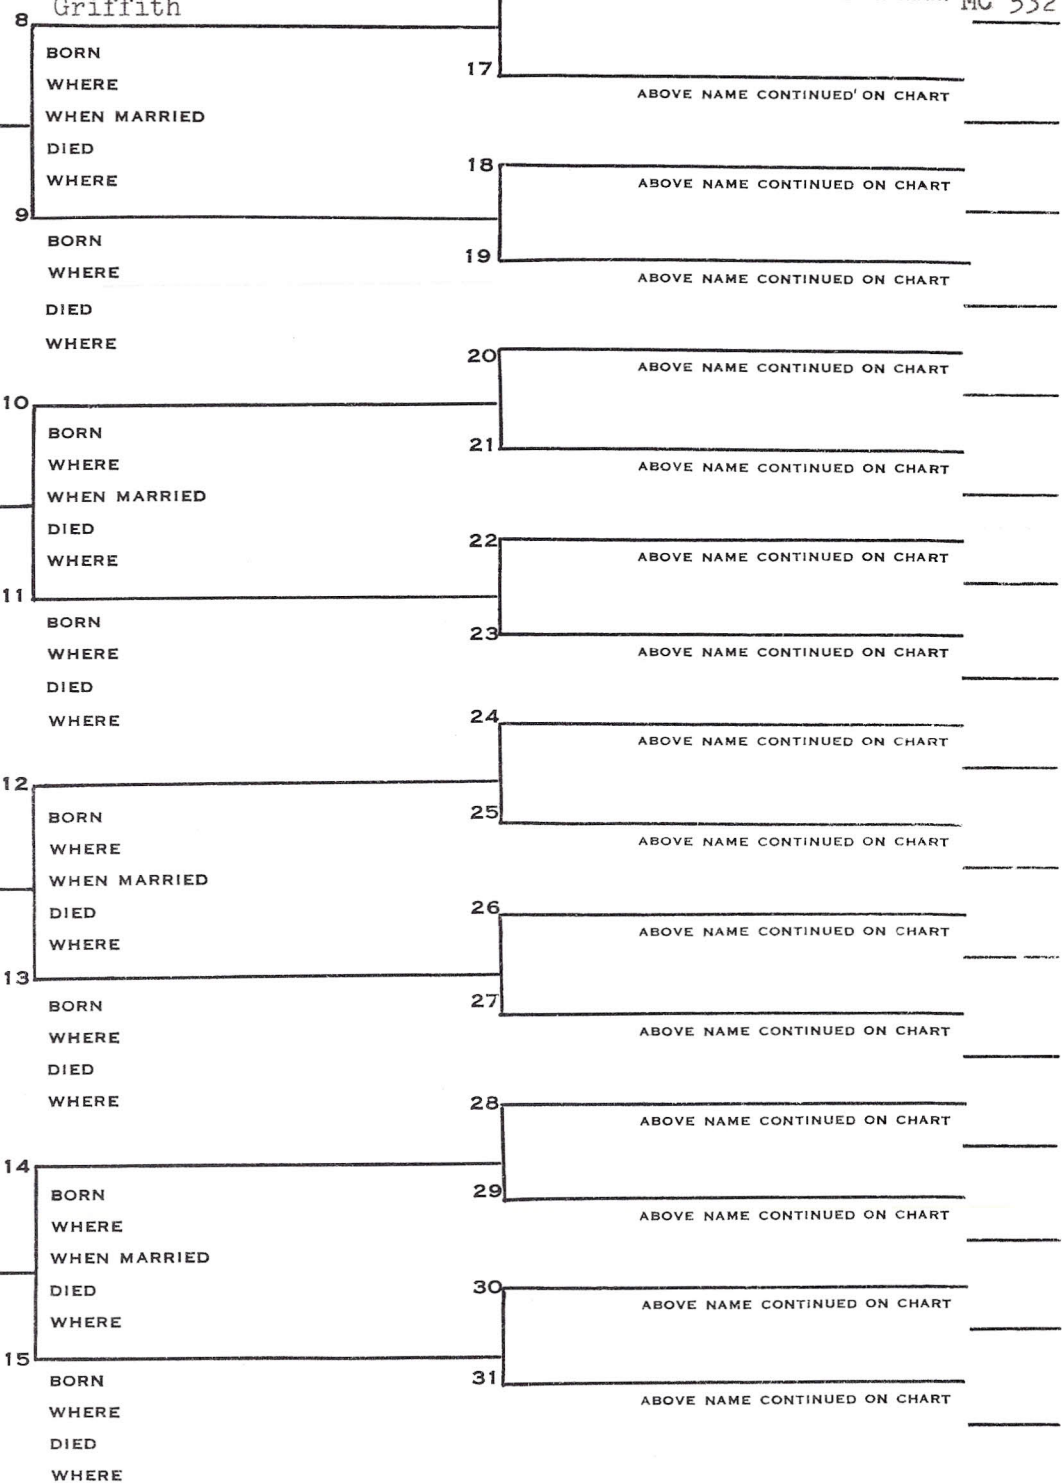 Griffith
MC 552
8
BORN
WHERE
WHEN MARRIED
DIED
WHERE
9
BORN
WHERE
DIED
WHERE
10
BORN
WHERE
WHEN MARRIED
DIED
WHERE
11
BORN
WHERE
DIED
WHERE
12
BORN
WHERE
WHEN MARRIED
DIED
WHERE
13
BORN
WHERE
DIED
WHERE
14
BORN
WHERE
WHEN MARRIED
DIED
WHERE
15
BORN
WHERE
DIED
WHERE
17
ABOVE NAME CONTINUED ON CHART
18
ABOVE NAME CONTINUED ON CHART
19
ABOVE NAME CONTINUED ON CHART
20
ABOVE NAME CONTINUED ON CHART
21
ABOVE NAME CONTINUED ON CHART
22
ABOVE NAME CONTINUED ON CHART
23
ABOVE NAME CONTINUED ON CHART
24
ABOVE NAME CONTINUED ON CHART
25
ABOVE NAME CONTINUED ON CHART
26
ABOVE NAME CONTINUED ON CHART
27
ABOVE NAME CONTINUED ON CHART
28
ABOVE NAME CONTINUED ON CHART
29
ABOVE NAME CONTINUED ON CHART
30
ABOVE NAME CONTINUED ON CHART
31
ABOVE NAME CONTINUED ON CHART